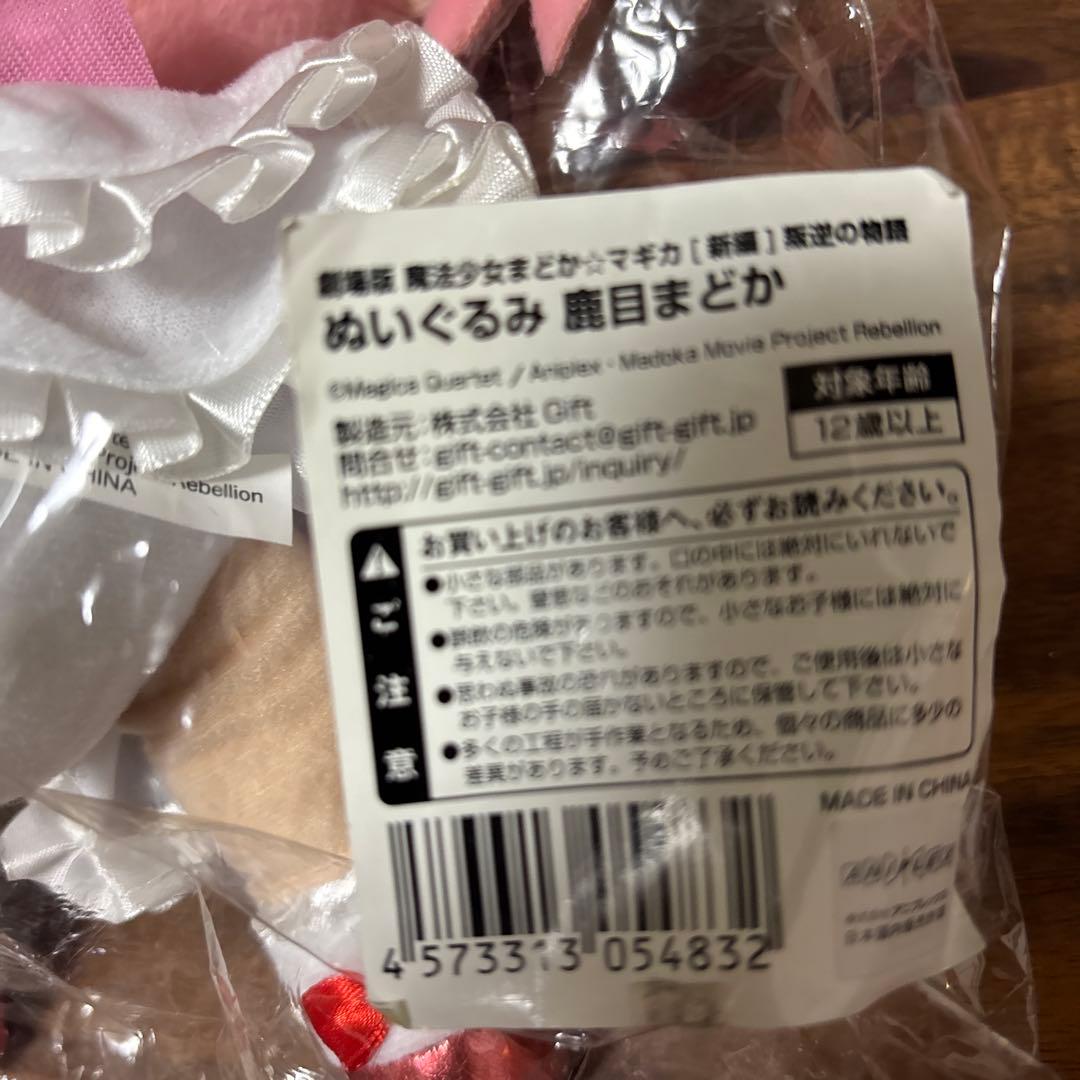 劇場版 魔法少女まどか☆マギカ [ 新編 ] 叛逆の物語
ぬいぐるみ 鹿目まどか
©Magica Quartet / Aniplex・Madoka Movie Project Rebellion
製造元：株式会社 Gift
問合せ：gift-contact@gift-gift.jp
http://gift-gift.jp/inquiry/
対象年齢
12歳以上
ご注意
お買い上げのお客様へ、必ずお読みください。
●小さな部品があります。口の中には絶対にいれないで
下さい。窒息などのおそれがあります。
●誤飲の危険がありますので、小さなお子様には絶対に
与えないで下さい。
●思わぬ事故の恐れがありますので、ご使用後は小さな
お子様の手の届かないところに保管して下さい。
●多くの工程が手作業となるため、個々の商品に多少の
差異があります。予めご了承ください。
MADE IN CHINA
4 573313 054832
Rebellion
HINA